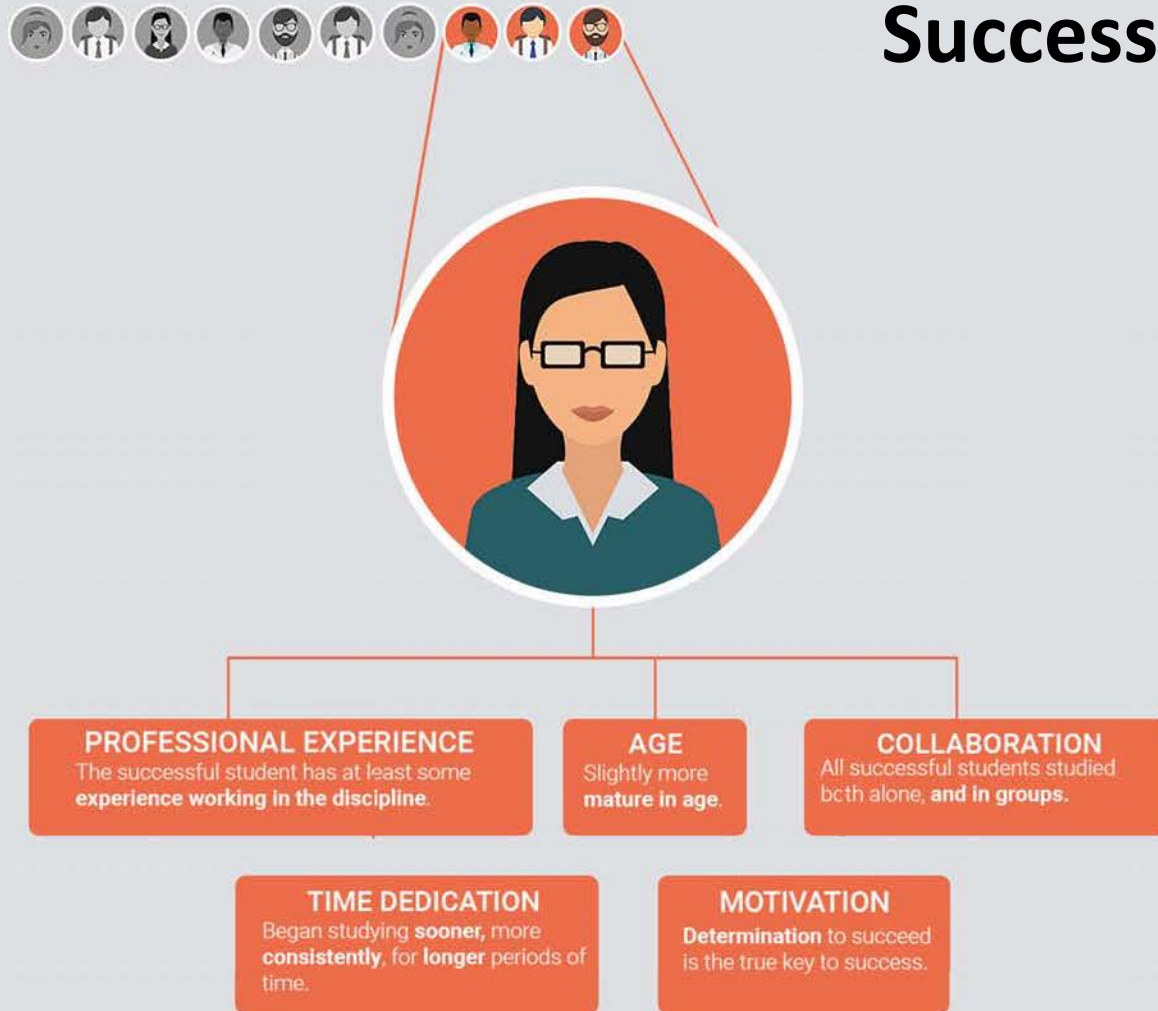 Success
PROFESSIONAL EXPERIENCE
The successful student has at least some
experience working in the discipline.
AGE
Slightly more
mature in age.
COLLABORATION
All successful students studied
bcth alone, and in groups.
TIME DEDICATION
Began studying sooner, more
consistently, for longer periods of
time.
MOTIVATION
Determination to succeed
is the true key to success.